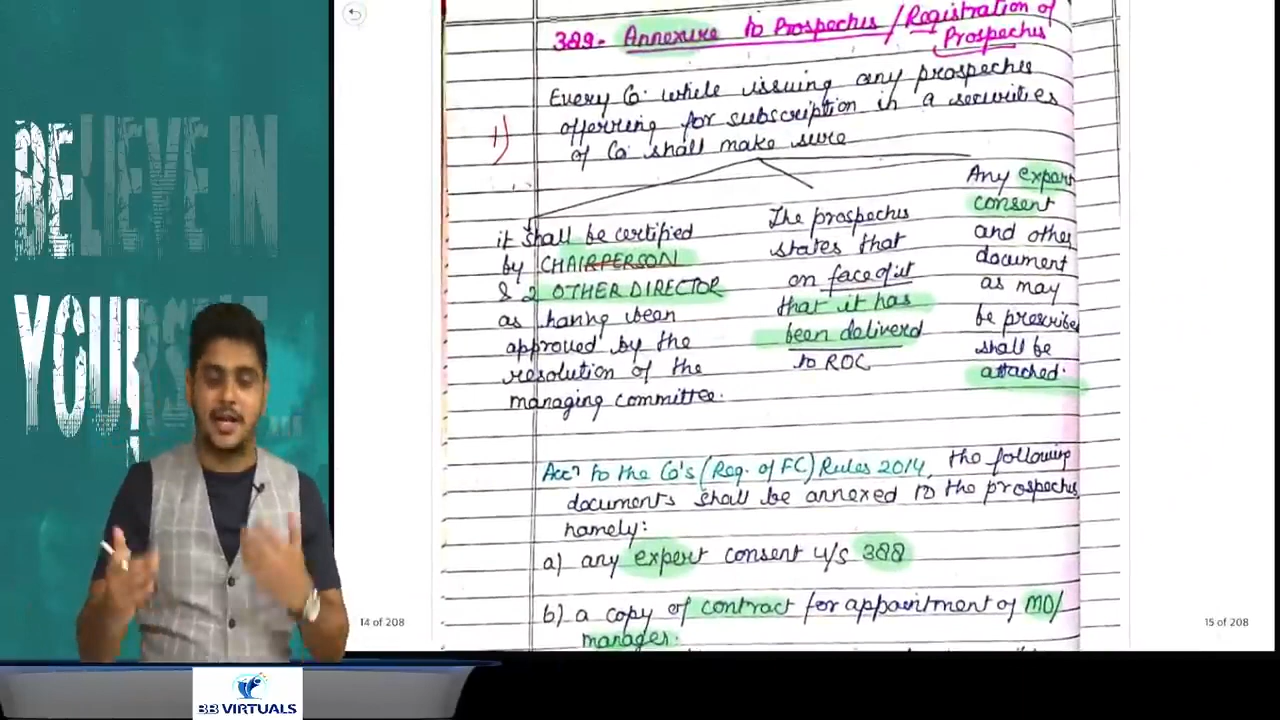 BELIEVE IN
YOURSELF...
389- Annexure to Prospectus / Registration of
Prospectus
1)
Every Co. while issuing any prospectus
offerring for subscription in a securities
of Co shall make sure
it shall be certified
by CHAIRPERSON
& 2 OTHER DIRECTOR
as having been
approved by the
resolution of the
managing committee.
The prospectus
states that
on face of it
that it has
been deliverd
to ROC
Any expert
consent
and other
document
as may
be prescribed
shall be
attached.
Accn to the Co's (Reg. of FC) Rules 2014, the following
documents shall be annexed to the prospectus
namely:
a) any expert consent u/s 388
b) a copy of contract for appointment of MD/
manager.
14 of 208
15 of 208
BB VIRTUALS